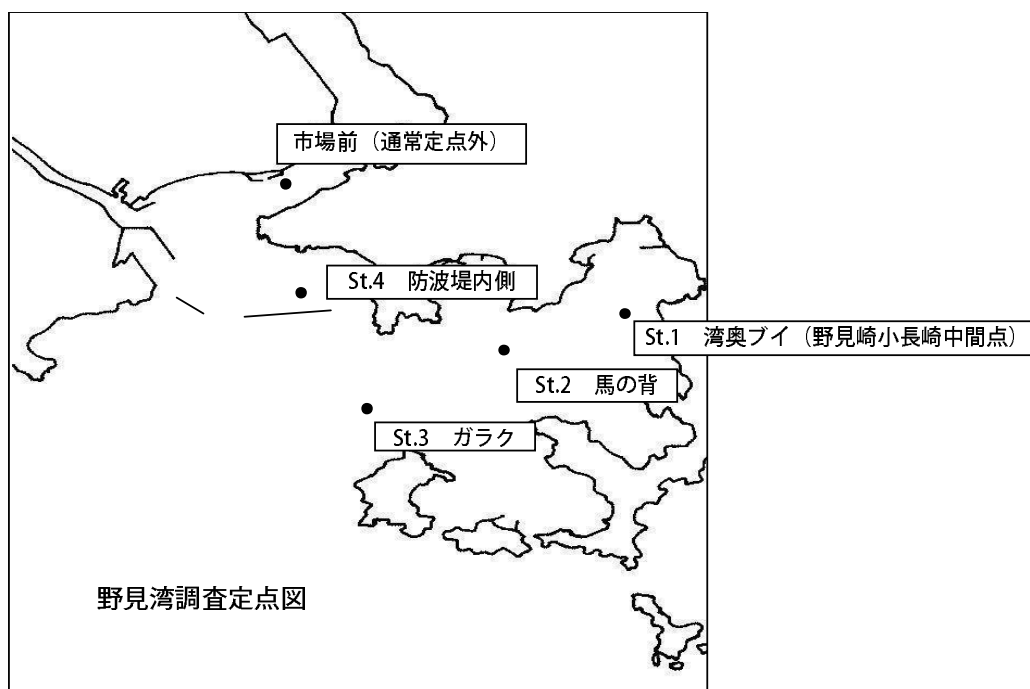 市場前（通常定点外）
St.4　防波堤内側
St.1　湾奥ブイ（野見崎小長崎中間点）
St.2　馬の背
St.3　ガラク
野見湾調査定点図